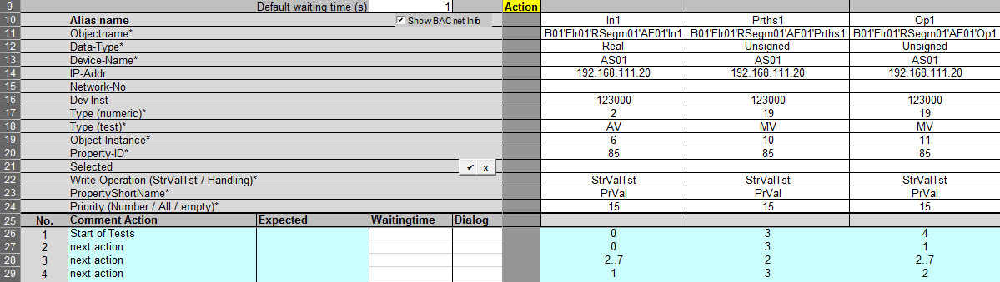 9 Default waiting time (s) 1 Action
10 Alias name Show BACnet Info In1 Prths1 Op1
11 Objectname* B01'Flr01'RSegm01'AF01'In1 B01'Flr01'RSegm01'AF01'Prths1 B01'Flr01'RSegm01'AF01'Op1
12 Data-Type* Real Unsigned Unsigned
13 Device-Name* AS01 AS01 AS01
14 IP-Addr 192.168.111.20 192.168.111.20 192.168.111.20
15 Network-No
16 Dev-Inst 123000 123000 123000
17 Type (numeric)* 2 19 19
18 Type (test)* AV MV MV
19 Object-Instance* 6 10 11
20 Property-ID* 85 85 85
21 Selected ✔ x
22 Write Operation (StrValTst / Handling)* StrValTst StrValTst StrValTst
23 PropertyShortName* PrVal PrVal PrVal
24 Priority (Number / All / empty)* 15 15 15
25 No. Comment Action Expected Waitingtime Dialog
26 1 Start of Tests 0 3 4
27 2 next action 0 3 1
28 3 next action 2..7 2 2..7
29 4 next action 1 3 2